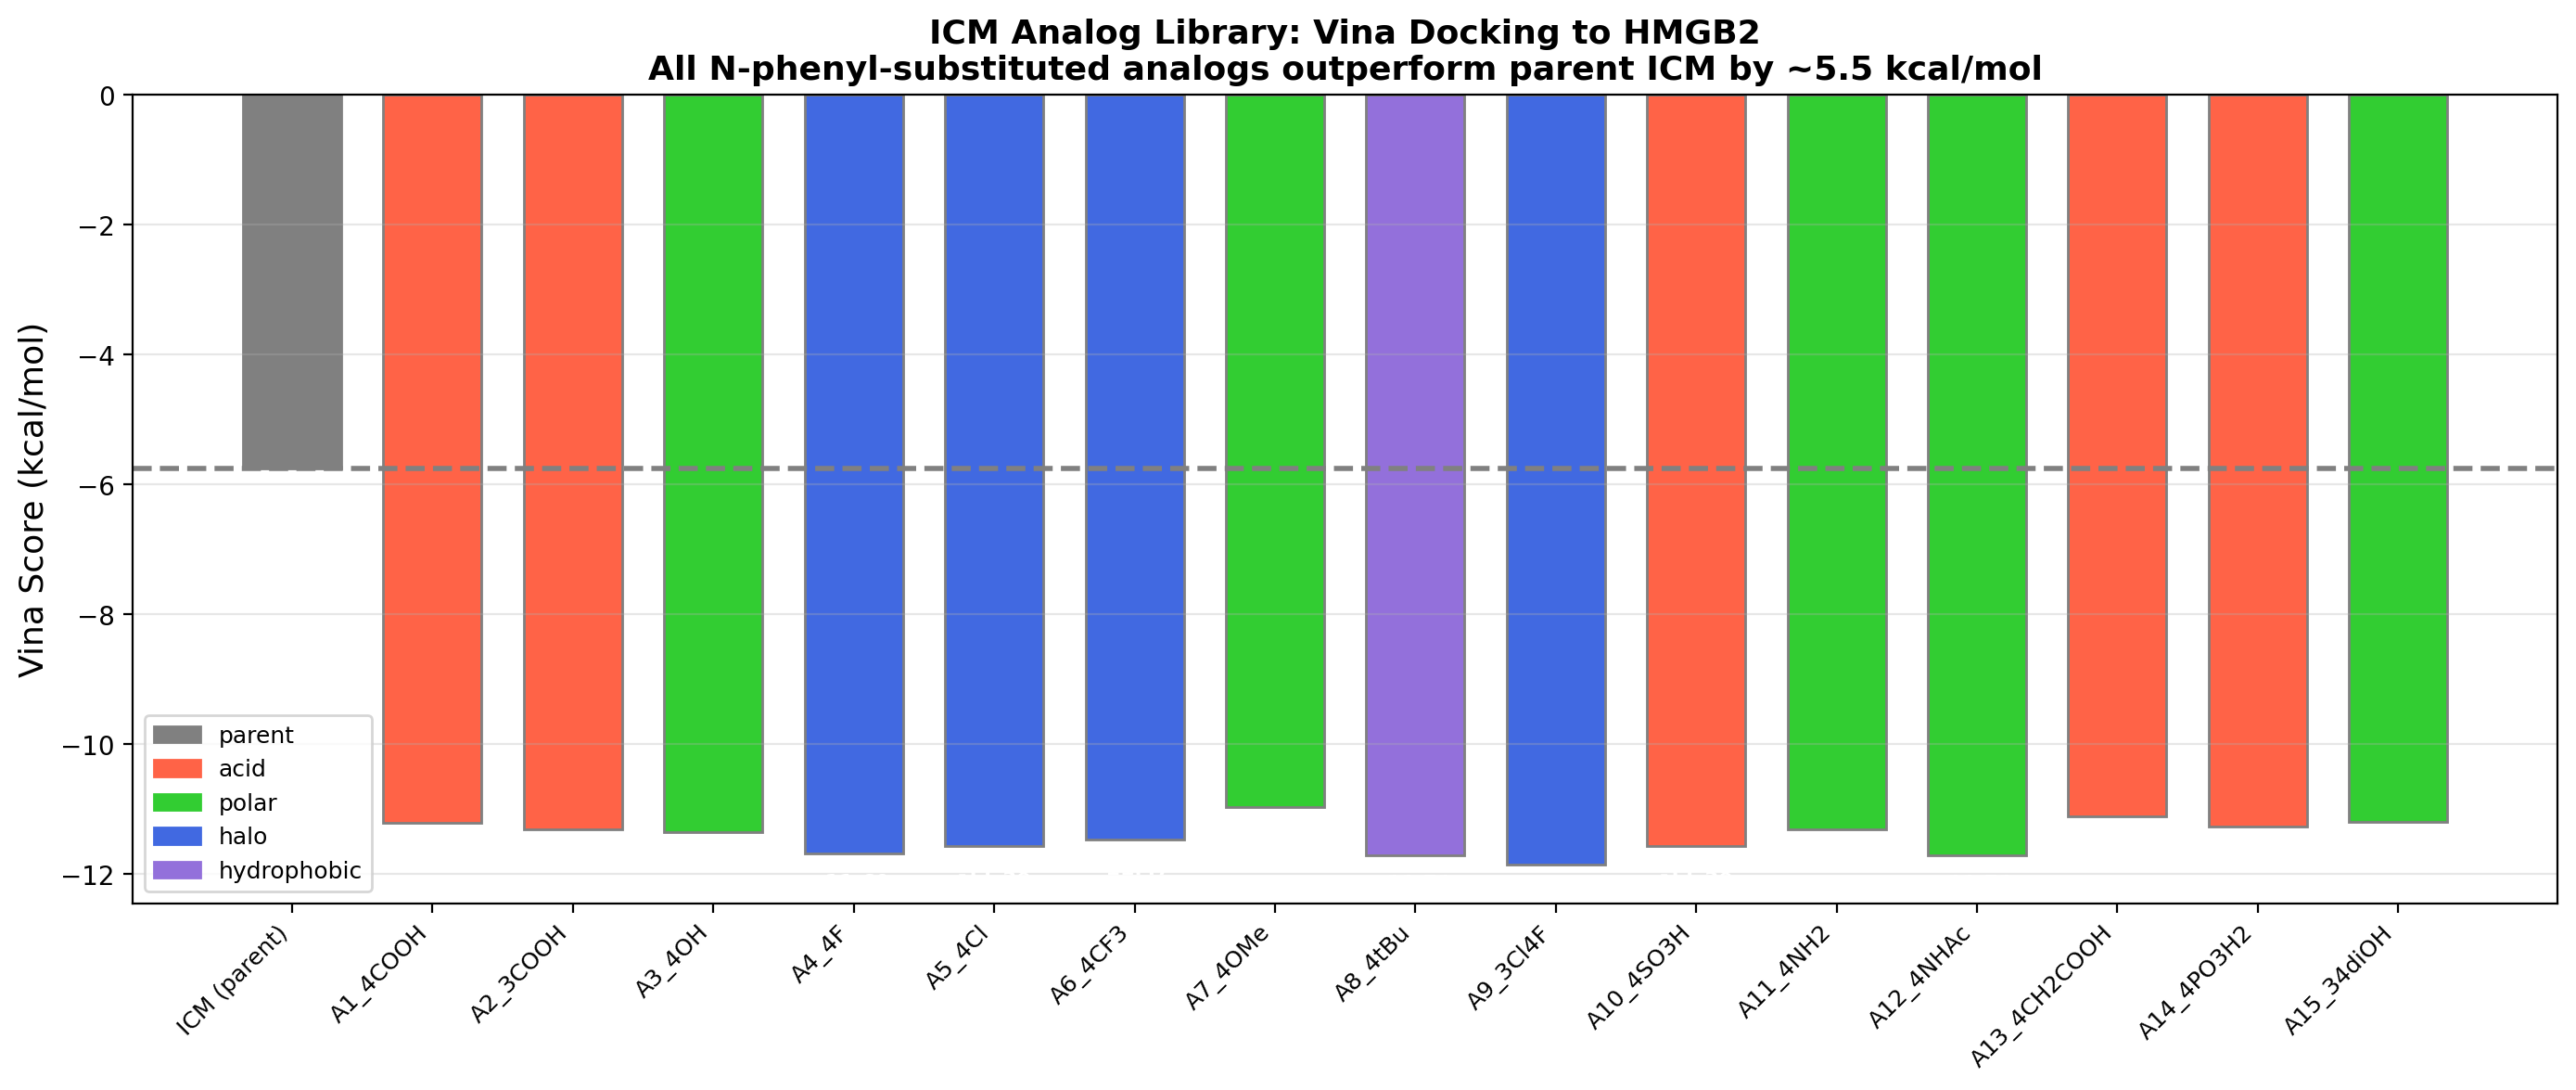 ICM Analog Library: Vina Docking to HMGB2
All N-phenyl-substituted analogs outperform parent ICM by ~5.5 kcal/mol
Vina Score (kcal/mol)
0
−2
−4
−6
−8
−10
−12
parent
acid
polar
halo
hydrophobic
ICM (parent)
A1_4COOH
A2_3COOH
A3_4OH
A4_4F
A5_4Cl
A6_4CF3
A7_4OMe
A8_4tBu
A9_3Cl4F
A10_4SO3H
A11_4NH2
A12_4NHAc
A13_4CH2COOH
A14_4PO3H2
A15_34diOH